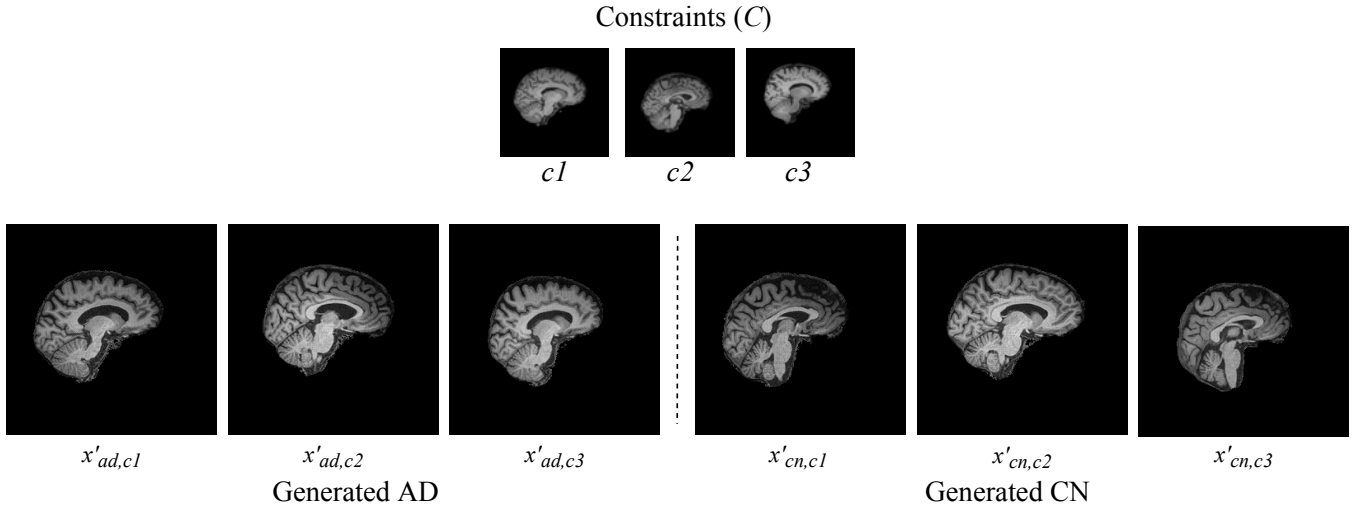 Constraints (C)
c1 c2 c3
x'ad,c1 x'ad,c2 x'ad,c3 x'cn,c1 x'cn,c2 x'cn,c3
Generated AD Generated CN